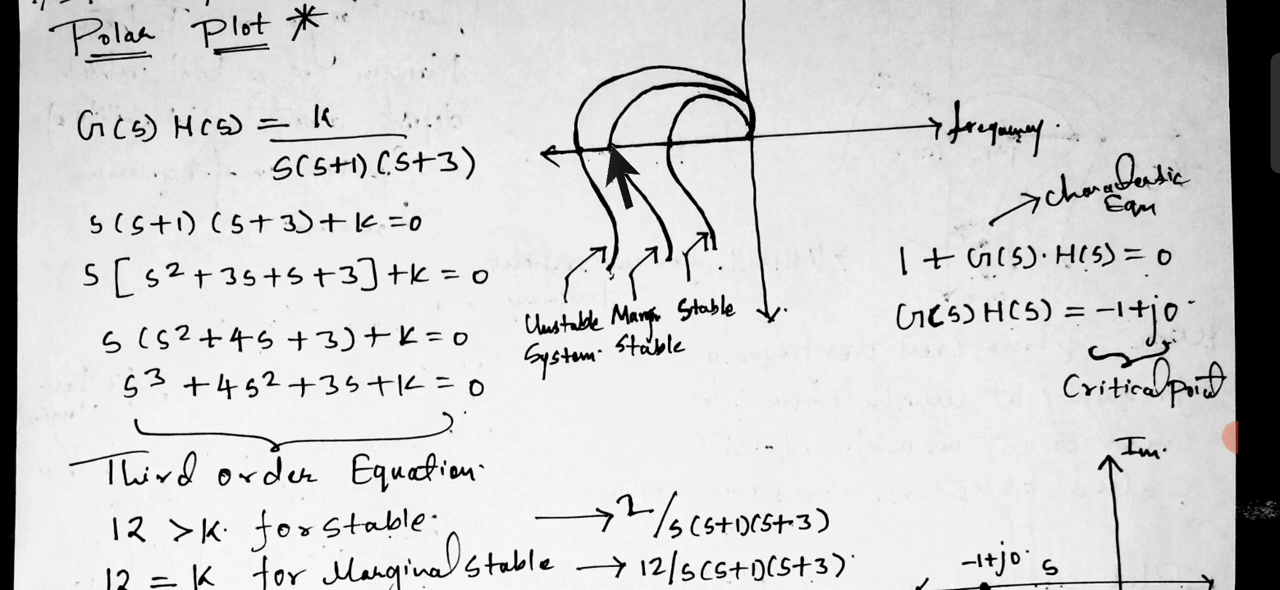 Polar Plot *
G(s) H(s) = K
S(S+1)(S+3)
S(S+1)(S+3)+K=0
S[S²+3S+S+3]+K=0
S(S²+4S+3)+K=0
S³+4S²+3S+K=0
Third order Equation.
12 >K. for stable.
12 = K for Marginal stable
frequency.
Unstable System.
Margi. Stable
Stable
characteristic Eqn
1 + G(s).H(s) = 0
G(s)H(s) = -1+j0
Critical point
→ 2/S(S+1)(S+3)
→ 12/S(S+1)(S+3)
Im.
-1+j0
S